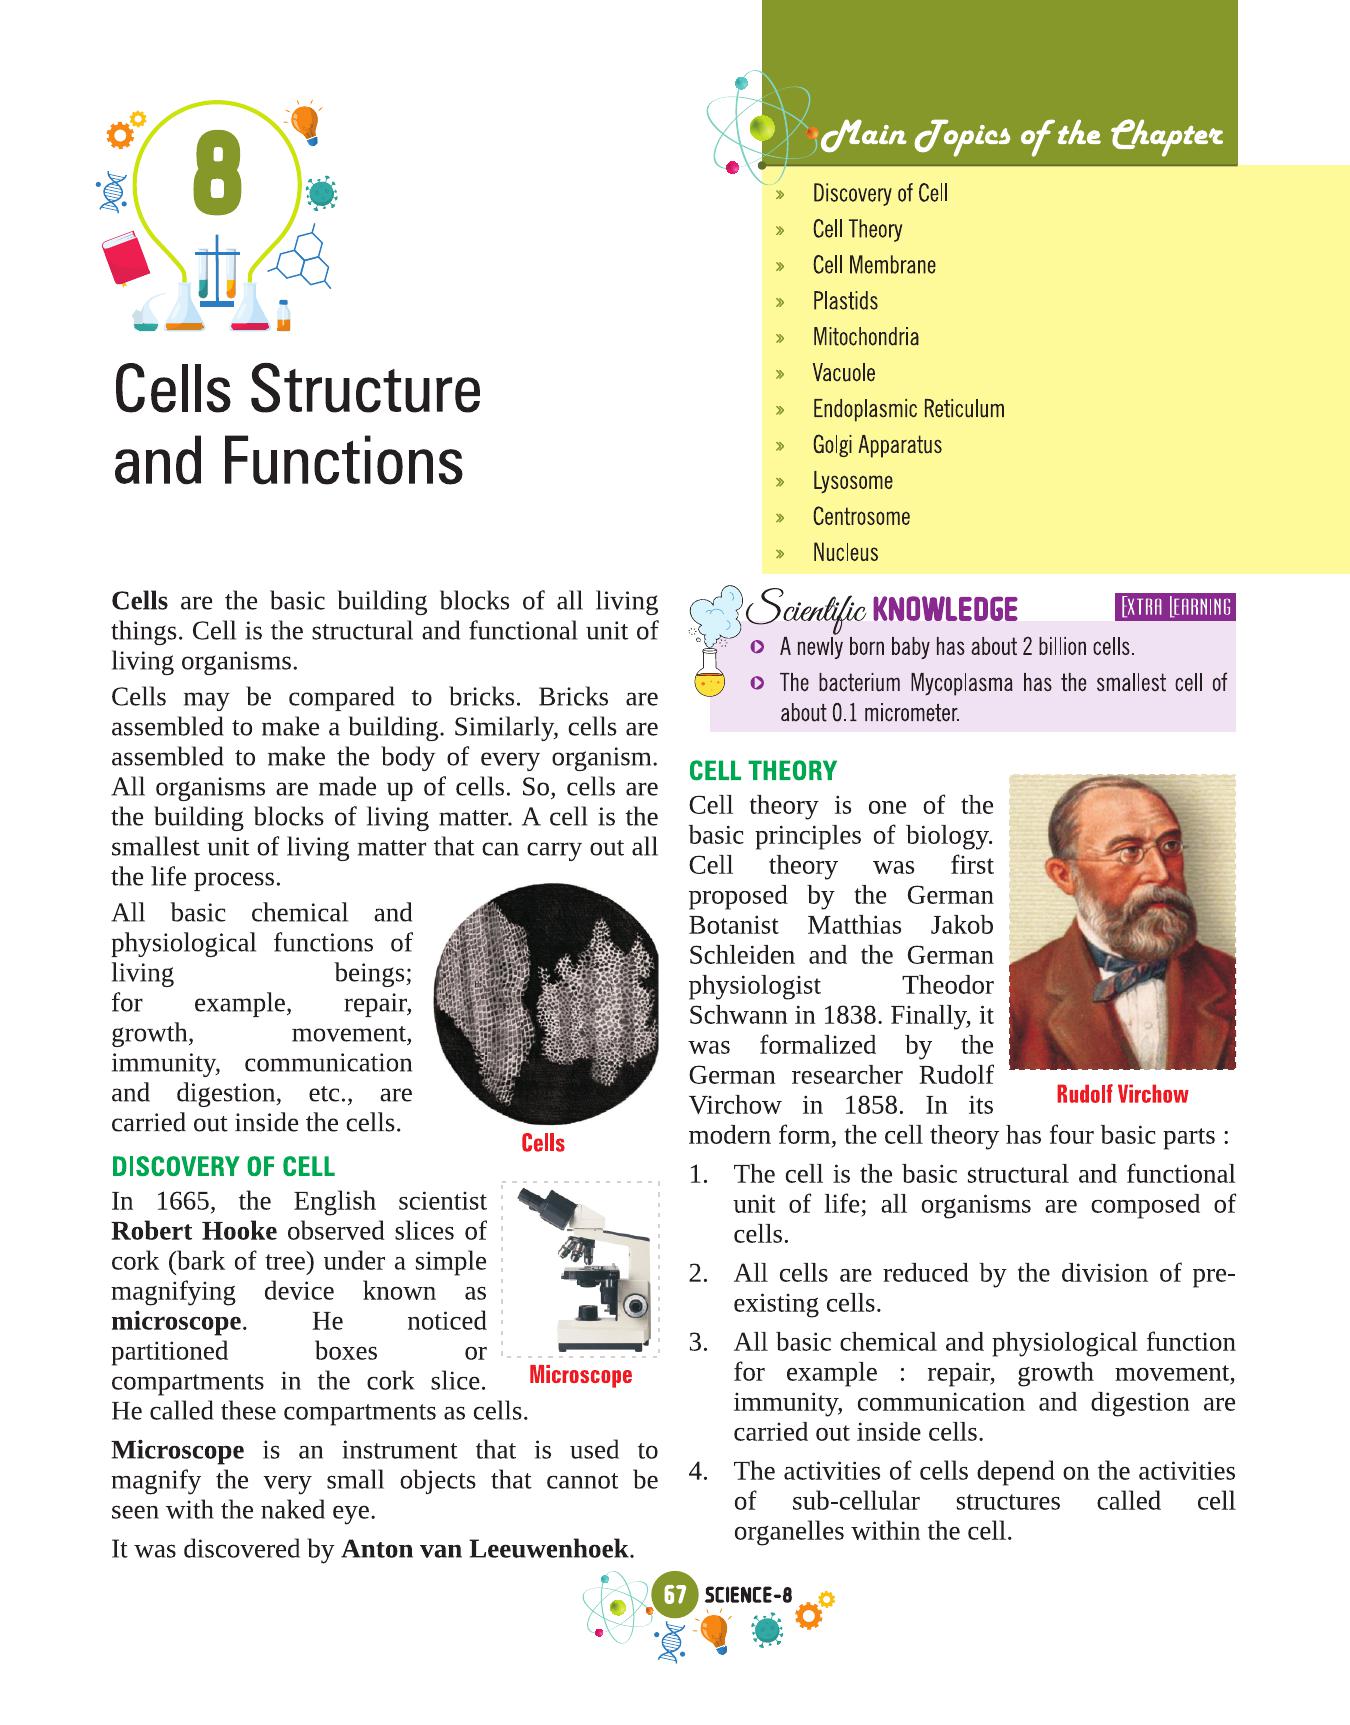 8
Cells Structure
and Functions
Main Topics of the Chapter
» Discovery of Cell
» Cell Theory
» Cell Membrane
» Plastids
» Mitochondria
» Vacuole
» Endoplasmic Reticulum
» Golgi Apparatus
» Lysosome
» Centrosome
» Nucleus
Cells are the basic building blocks of all living
things. Cell is the structural and functional unit of
living organisms.
Cells may be compared to bricks. Bricks are
assembled to make a building. Similarly, cells are
assembled to make the body of every organism.
All organisms are made up of cells. So, cells are
the building blocks of living matter. A cell is the
smallest unit of living matter that can carry out all
the life process.
All basic chemical and
physiological functions of
living beings;
for example, repair,
growth, movement,
immunity, communication
and digestion, etc., are
carried out inside the cells.
Cells
DISCOVERY OF CELL
In 1665, the English scientist
Robert Hooke observed slices of
cork (bark of tree) under a simple
magnifying device known as
microscope. He noticed
partitioned boxes or
compartments in the cork slice.
He called these compartments as cells.
Microscope
Microscope is an instrument that is used to
magnify the very small objects that cannot be
seen with the naked eye.
It was discovered by Anton van Leeuwenhoek.
Scientific KNOWLEDGE EXTRA LEARNING
A newly born baby has about 2 billion cells.
The bacterium Mycoplasma has the smallest cell of
about 0.1 micrometer.
CELL THEORY
Cell theory is one of the
basic principles of biology.
Cell theory was first
proposed by the German
Botanist Matthias Jakob
Schleiden and the German
physiologist Theodor
Schwann in 1838. Finally, it
was formalized by the
German researcher Rudolf
Virchow in 1858. In its
modern form, the cell theory has four basic parts :
Rudolf Virchow
1. The cell is the basic structural and functional
unit of life; all organisms are composed of
cells.
2. All cells are reduced by the division of pre-
existing cells.
3. All basic chemical and physiological function
for example : repair, growth movement,
immunity, communication and digestion are
carried out inside cells.
4. The activities of cells depend on the activities
of sub-cellular structures called cell
organelles within the cell.
67 SCIENCE-8